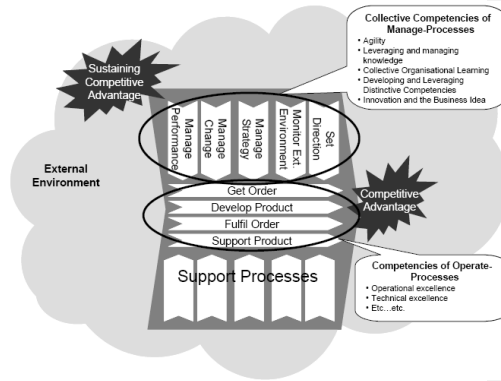 Collective Competencies of
Manage-Processes
• Agility
• Leveraging and managing
knowledge
• Collective Organisational Learning
• Developing and Leveraging
Distinctive Competencies
• Innovation and the Business Idea
Sustaining
Competitive
Advantage
External
Environment
Manage
Performance
Manage
Change
Manage
Strategy
Monitor Ext.
Environment
Set
Direction
Get Order
Develop Product
Fulfil Order
Support Product
Competitive
Advantage
Support Processes
Competencies of Operate-
Processes
• Operational excellence
• Technical excellence
• Etc...etc.